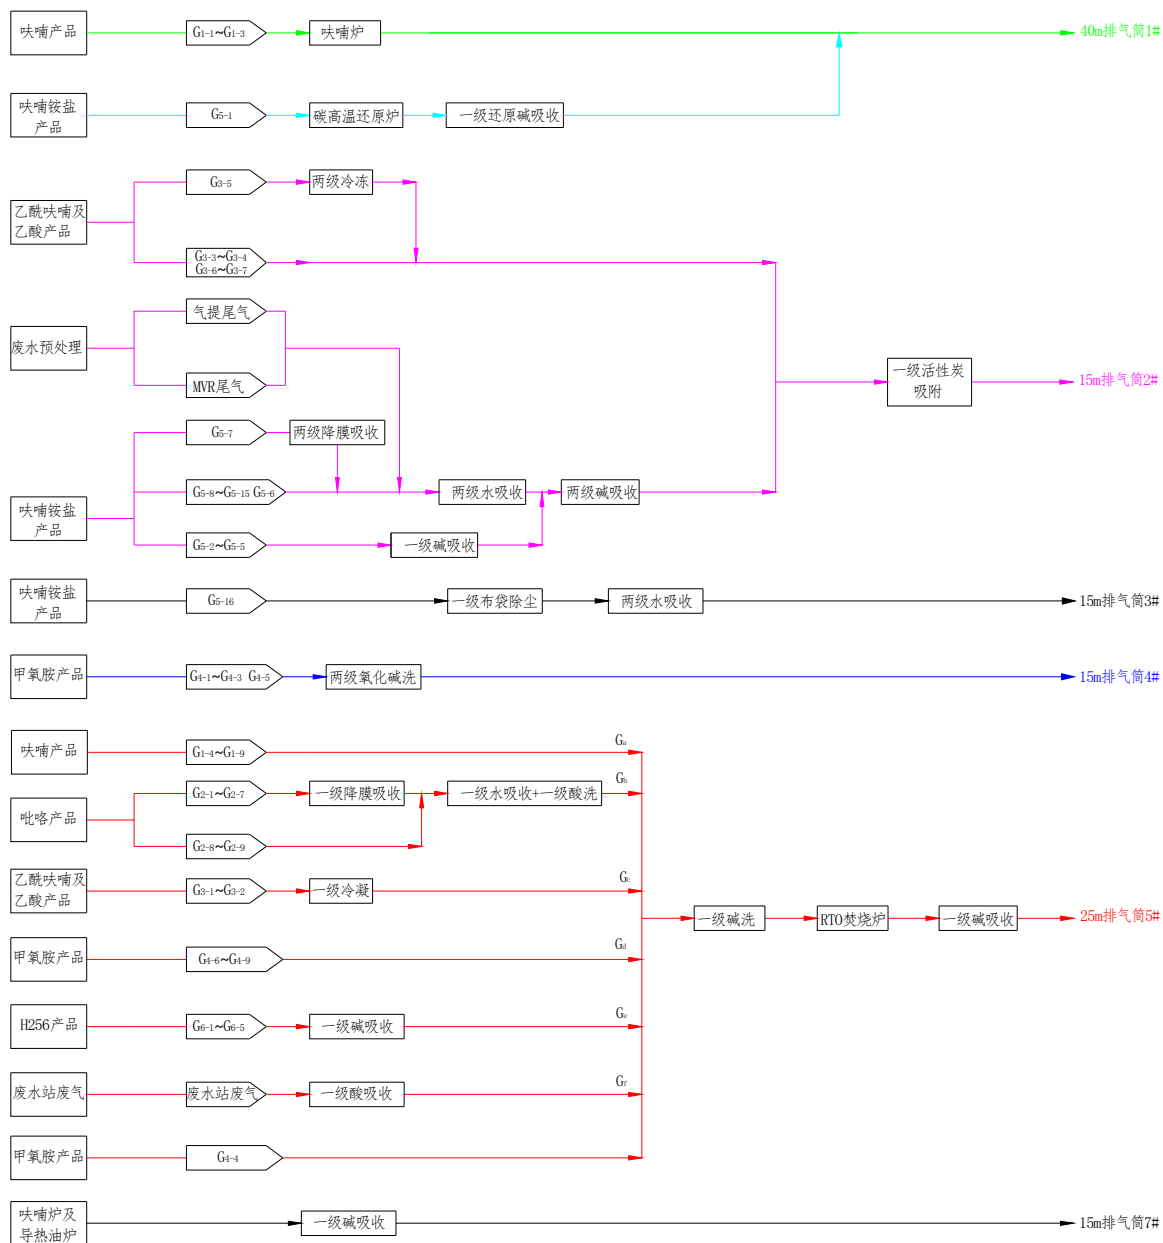 呋喃产品
G1-1~G1-3
呋喃炉
40m排气筒1#
呋喃铵盐
产品
G5-1
碳高温还原炉
一级还原碱吸收
乙酰呋喃及
乙酸产品
G3-5
两级冷冻
G3-3~G3-4
G3-6~G3-7
废水预处理
气提尾气
MVR尾气
一级活性炭
吸附
15m排气筒2#
呋喃铵盐
产品
G5-7
两级降膜吸收
G5-8~G5-15 G5-6
两级水吸收
两级碱吸收
G5-2~G5-5
一级碱吸收
呋喃铵盐
产品
G5-16
一级布袋除尘
两级水吸收
15m排气筒3#
甲氧胺产品
G4-1~G4-3 G4-5
两级氧化碱洗
15m排气筒4#
呋喃产品
G1-4~G1-9
Ga
吡咯产品
G2-1~G2-7
一级降膜吸收
一级水吸收+一级酸洗
Gb
G2-8~G2-9
乙酰呋喃及
乙酸产品
G3-1~G3-2
一级冷凝
Gc
一级碱洗
RTO焚烧炉
一级碱吸收
25m排气筒5#
甲氧胺产品
G4-6~G4-9
Gd
H256产品
G6-1~G6-5
一级碱吸收
Ge
废水站废气
废水站废气
一级酸吸收
Gf
甲氧胺产品
G4-4
呋喃炉及
导热油炉
一级碱吸收
15m排气筒7#